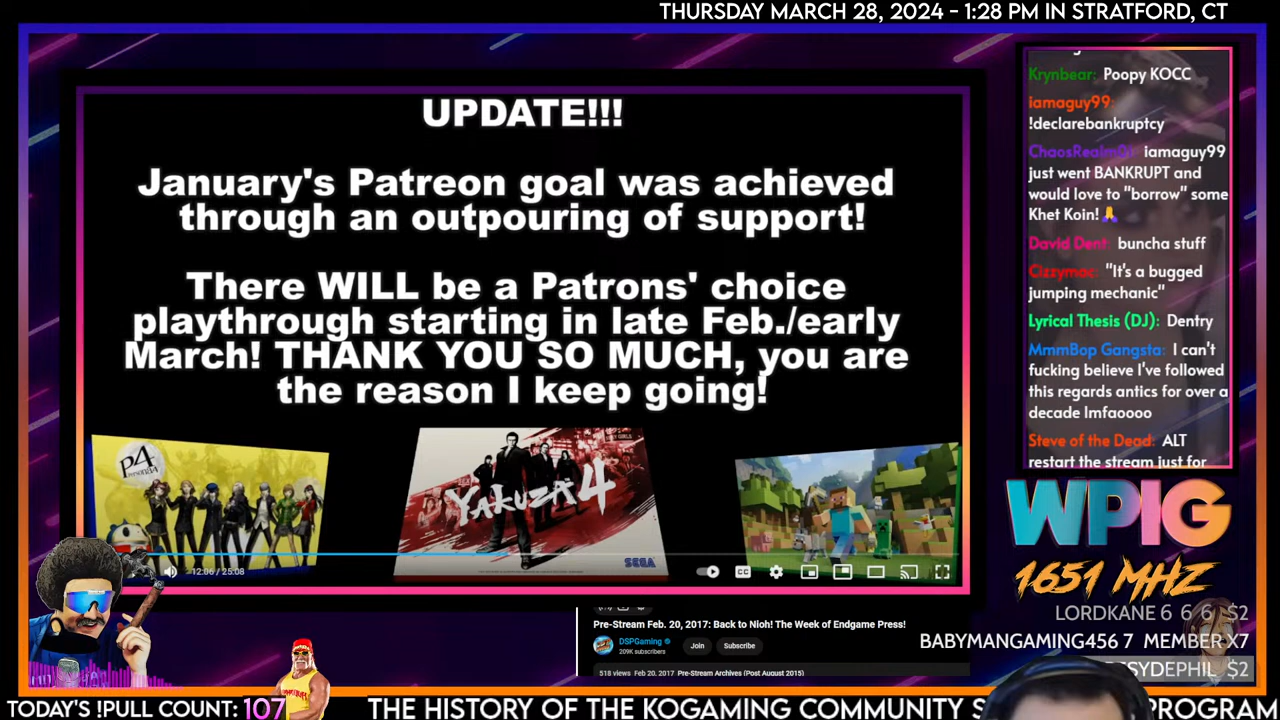 THURSDAY MARCH 28, 2024 - 1:28 PM IN STRATFORD, CT
UPDATE!!!
January's Patreon goal was achieved
through an outpouring of support!
There WILL be a Patrons' choice
playthrough starting in late Feb./early
March! THANK YOU SO MUCH, you are
the reason I keep going!
P4
YAKUZA 4
SEGA
12:06 / 25:08
CC
Pre-Stream Feb. 20, 2017: Back to Nioh! The Week of Endgame Press!
DSPGaming
209K subscribers
Join
Subscribe
518 views Feb 20, 2017 Pre-Stream Archives (Post August 2015)
Krynbear: Poopy KOCC
iamaguy99:
!declarebankruptcy
iamaguy99
just went BANKRUPT and
would love to "borrow" some
Khet Koin!
David Dent: buncha stuff
Cizzymac: "It's a bugged
jumping mechanic"
Lyrical Thesis (DJ): Dentry
MmmBop Gangsta: I can't
fucking believe I've followed
this regards antics for over a
decade lmfaoooo
Steve of the Dead: ALT
restart the stream just for
WPIG
1651 MHZ
LORDKANE 6 6 6 $2
BABYMANGAMING456 7 MEMBER X7
$2
TODAY'S !PULL COUNT: 107
THE HISTORY OF THE KOGAMING COMMUNITY S
PROGRAM